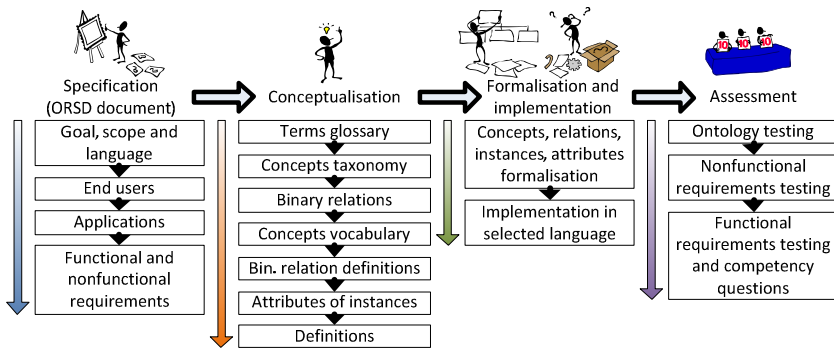 Specification
(ORSD document)
Goal, scope and
language
End users
Applications
Functional and
nonfunctional
requirements
Conceptualisation
Terms glossary
Concepts taxonomy
Binary relations
Concepts vocabulary
Bin. relation definitions
Attributes of instances
Definitions
Formalisation and
implementation
Concepts, relations,
instances, attributes
formalisation
Implementation in
selected language
10 10 10
Assessment
Ontology testing
Nonfunctional
requirements testing
Functional
requirements testing
and competency
questions